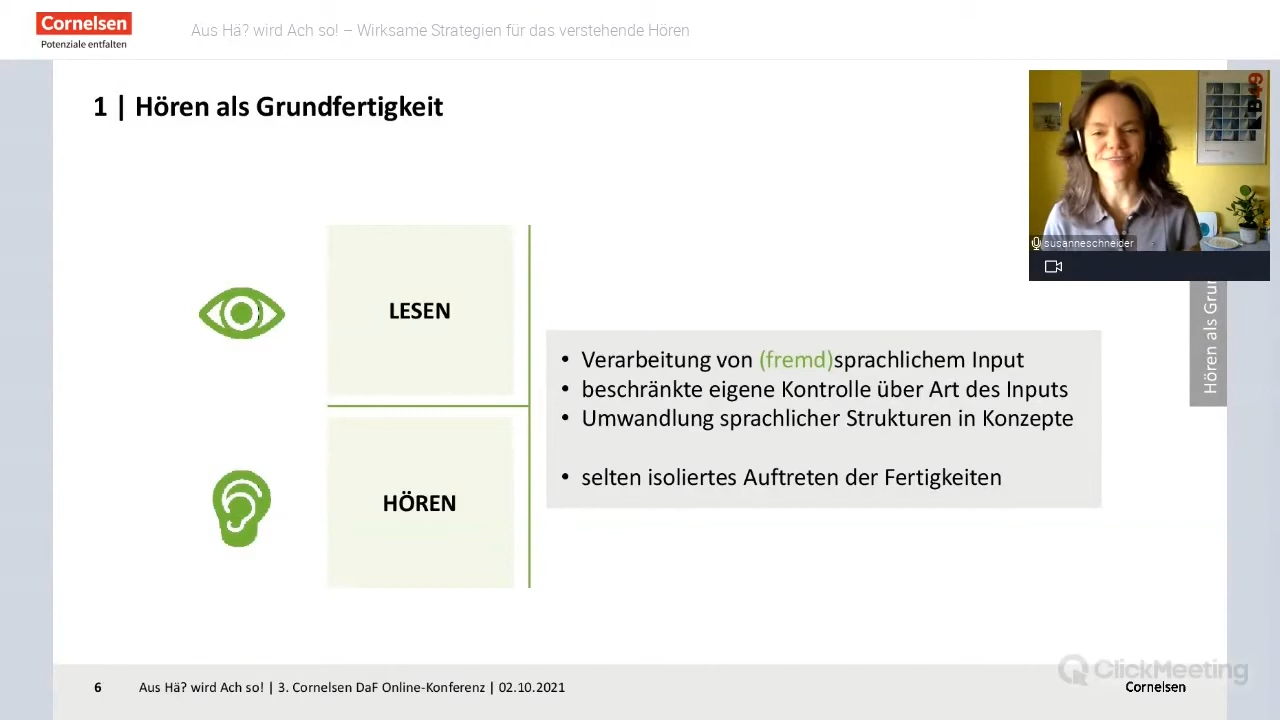 Cornelsen
Potenziale entfalten
Aus Hä? wird Ach so! – Wirksame Strategien für das verstehende Hören
1 | Hören als Grundfertigkeit
susanneschneider
Hören als Grun
LESEN
HÖREN
• Verarbeitung von (fremd)sprachlichem Input
• beschränkte eigene Kontrolle über Art des Inputs
• Umwandlung sprachlicher Strukturen in Konzepte
• selten isoliertes Auftreten der Fertigkeiten
ClickMeeting
6 Aus Hä? wird Ach so! | 3. Cornelsen DaF Online-Konferenz | 02.10.2021
Cornelsen